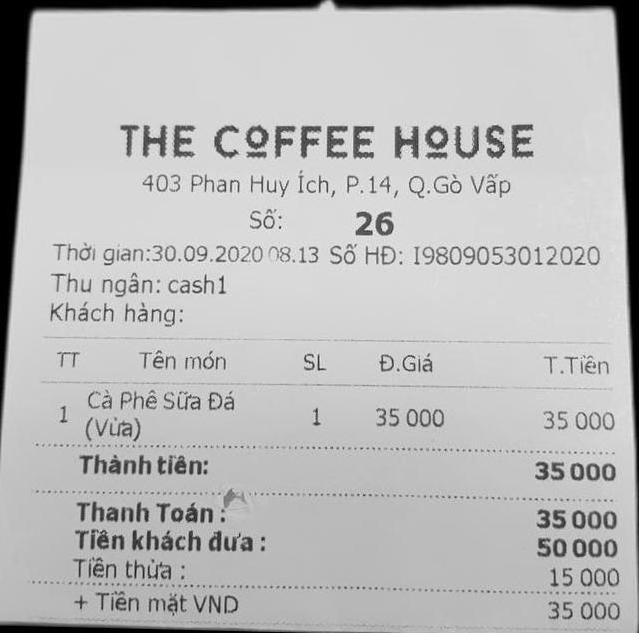 THE COFFEE HOUSE
403 Phan Huy Ích, P.14, Q.Gò Vấp
Số: 26
Thời gian:30.09.2020 08.13 Số HĐ: I9809053012020
Thu ngân: cash1
Khách hàng:
TT Tên món SL Đ.Giá T.Tiền
1 Cà Phê Sữa Đá (Vừa) 1 35 000 35 000
Thành tiền: 35 000
Thanh Toán : 35 000
Tiền khách đưa : 50 000
Tiền thừa : 15 000
+ Tiền mặt VND 35 000